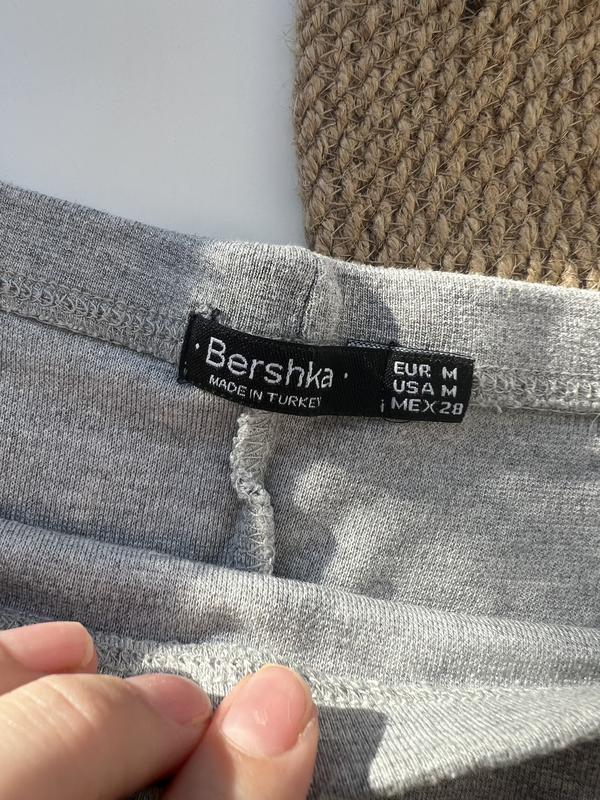 · Bershka ·
MADE IN TURKEY
EUR M
USA M
MEX 28